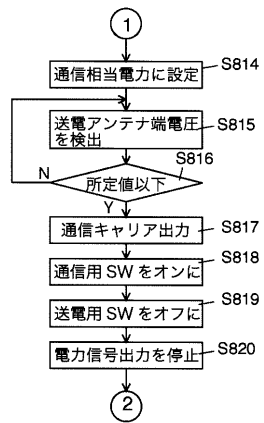 1
通信相当電力に設定
S814
送電アンテナ端電圧
を検出
S815
S816
N
所定値以下
Y
通信キャリア出力
S817
通信用SWをオンに
S818
送電用SWをオフに
S819
電力信号出力を停止
S820
2